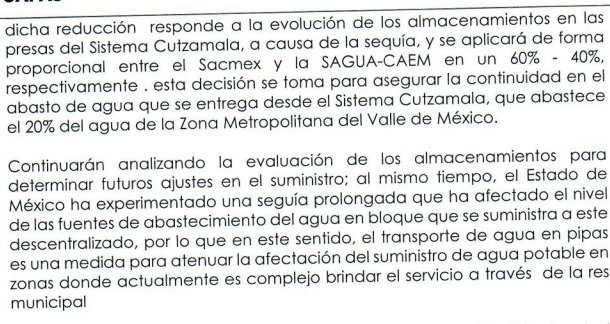 dicha reducción responde a la evolución de los almacenamientos en las
presas del Sistema Cutzamala, a causa de la sequía, y se aplicará de forma
proporcional entre el Sacmex y la SAGUA-CAEM en un 60% - 40%,
respectivamente . esta decisión se toma para asegurar la continuidad en el
abasto de agua que se entrega desde el Sistema Cutzamala, que abastece
el 20% del agua de la Zona Metropolitana del Valle de México.
Continuarán analizando la evaluación de los almacenamientos para
determinar futuros ajustes en el suministro; al mismo tiempo, el Estado de
México ha experimentado una seguía prolongada que ha afectado el nivel
de las fuentes de abastecimiento del agua en bloque que se suministra a este
descentralizado, por lo que en este sentido, el transporte de agua en pipas
es una medida para atenuar la afectación del suministro de agua potable en
zonas donde actualmente es complejo brindar el servicio a través de la res
municipal